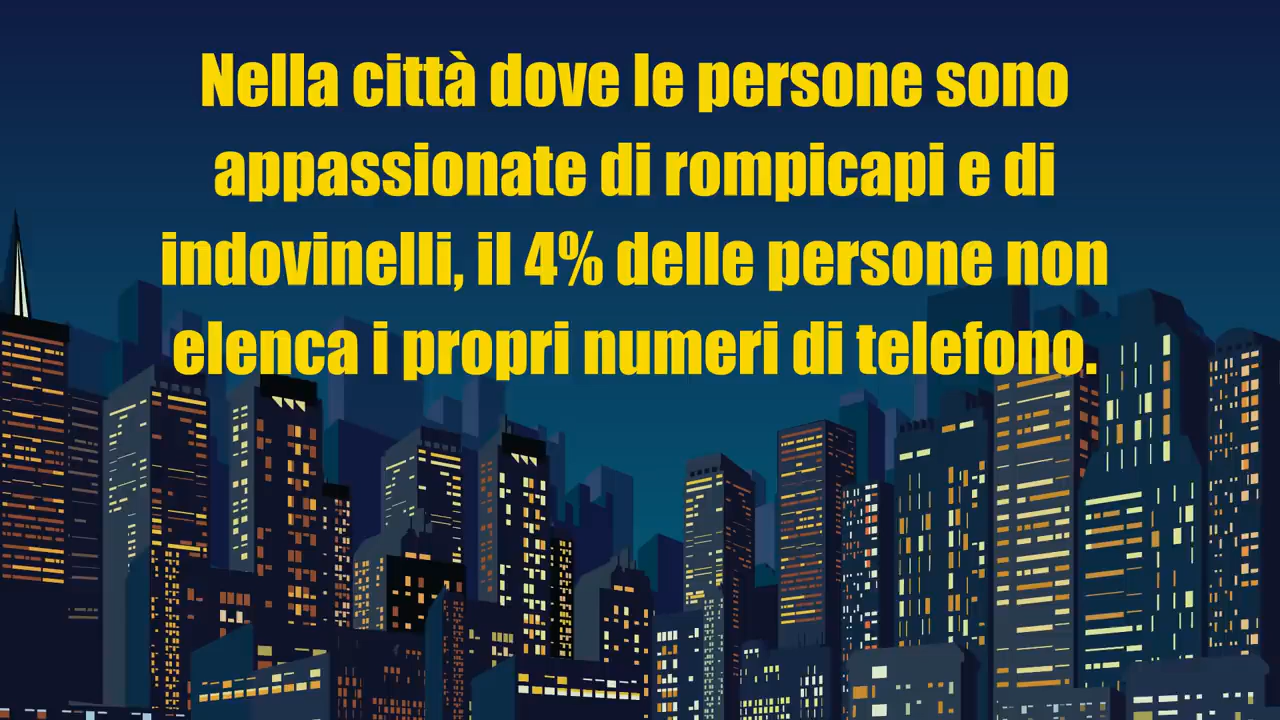 Nella città dove le persone sono
appassionate di rompicapi e di
indovinelli, il 4% delle persone non
elenca i propri numeri di telefono.